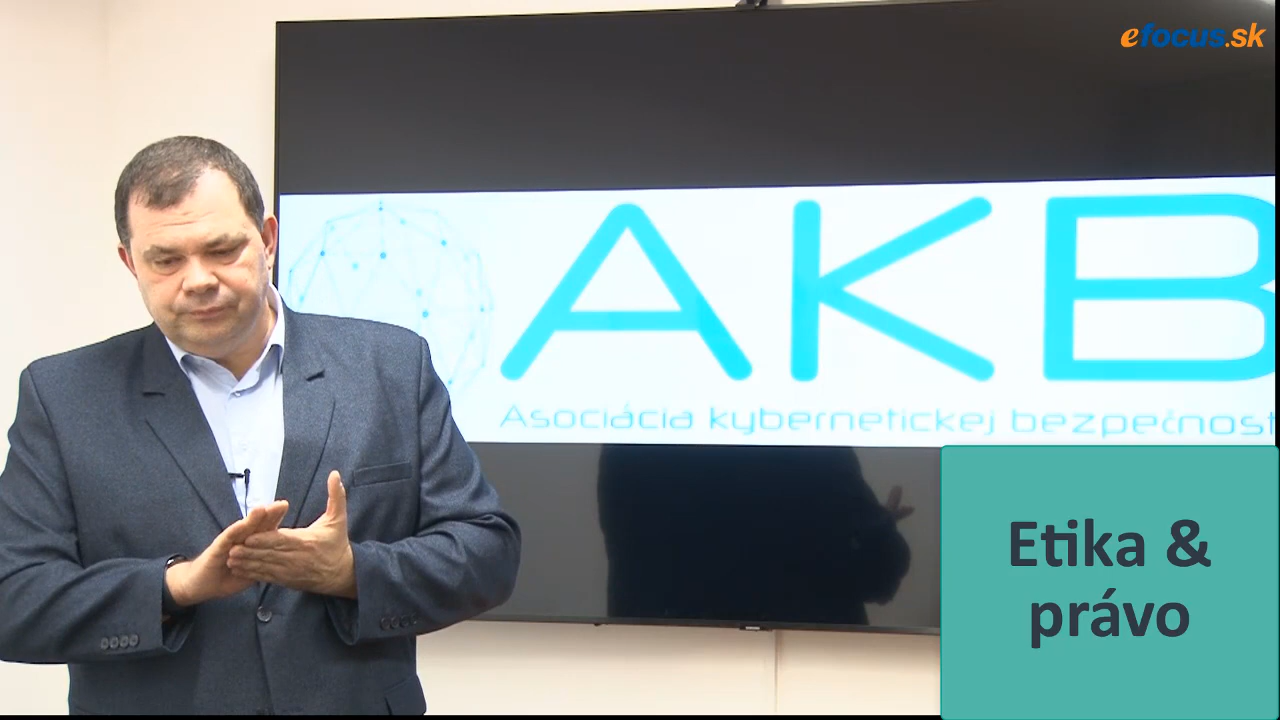 efocus.sk
AKB
Asociácia kybernetickej bezpečnost
Etika &
právo